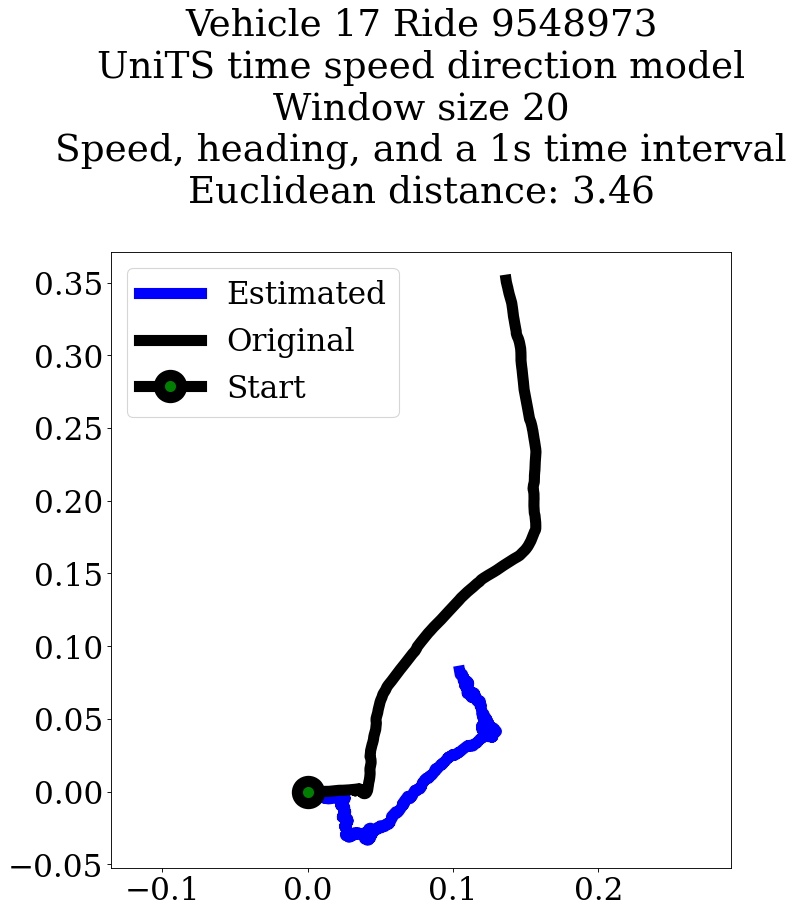 Vehicle 17 Ride 9548973
UniTS time speed direction model
Window size 20
Speed, heading, and a 1s time interval
Euclidean distance: 3.46
Estimated
Original
Start
0.35
0.30
0.25
0.20
0.15
0.10
0.05
0.00
−0.05
−0.1
0.0
0.1
0.2